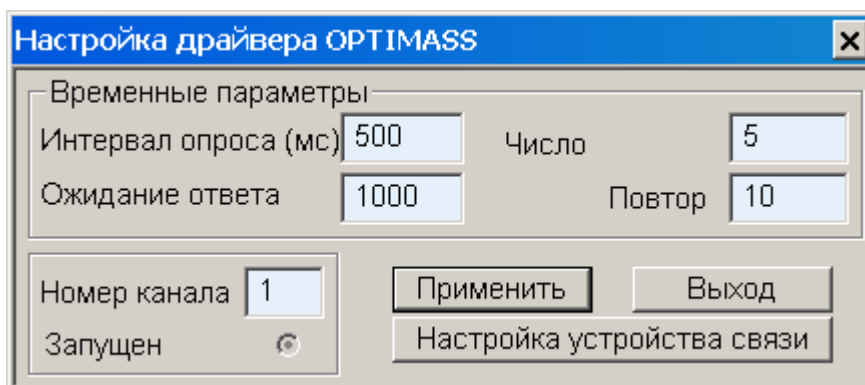 Настройка драйвера OPTIMASS
Временные параметры
Интервал опроса (мс) 500 Число 5
Ожидание ответа 1000 Повтор 10
Номер канала 1 Применить Выход
Запущен Настройка устройства связи